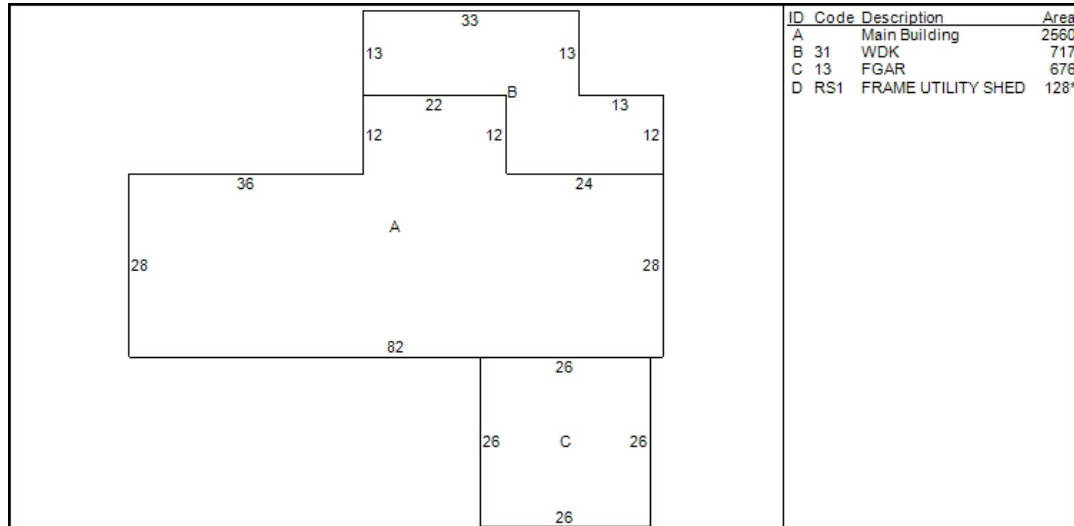 33
13 13
B
22 13
12 12 12
36 24
A
28 28
82
26
26 C 26
26
ID Code Description Area
A Main Building 2560
B 31 WDK 717
C 13 FGAR 676
D RS1 FRAME UTILITY SHED 128*